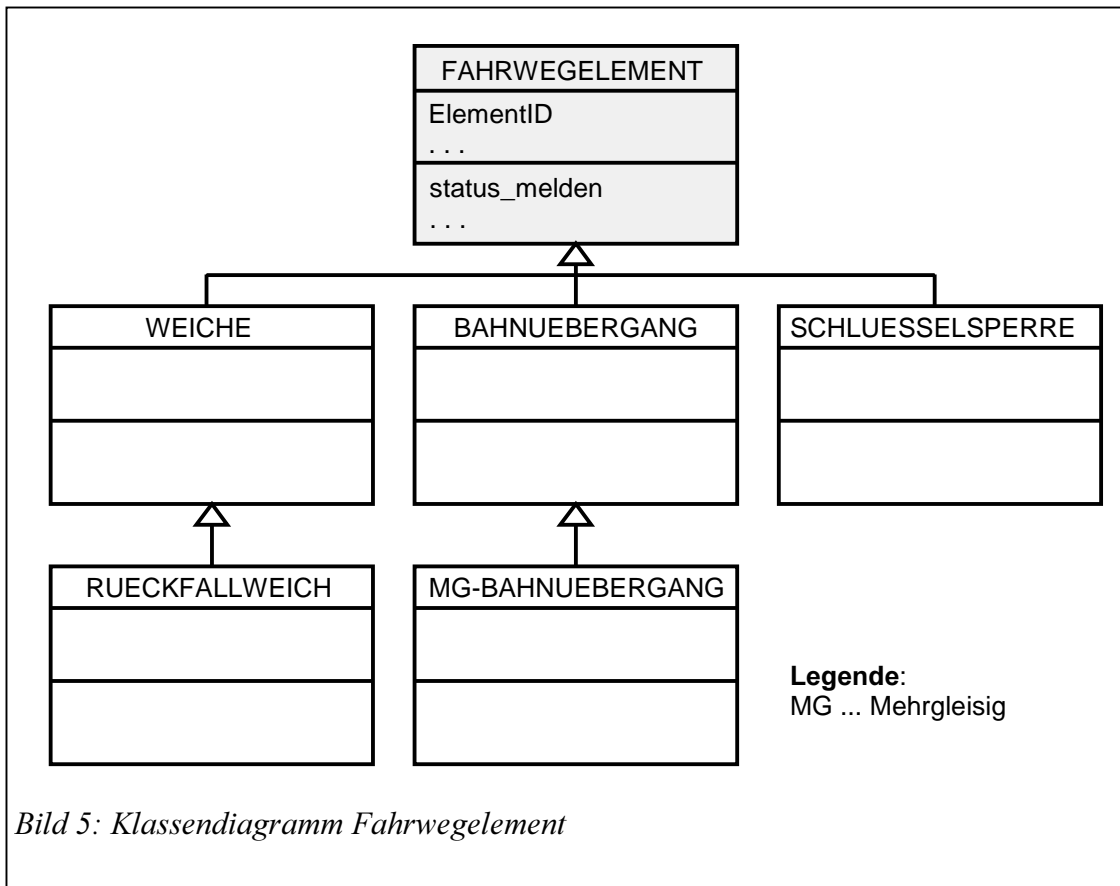 FAHRWEGELEMENT
ElementID
. . .
status_melden
. . .
WEICHE
BAHNUEBERGANG
SCHLUESSELSPERRE
RUECKFALLWEICH
MG-BAHNUEBERGANG
Legende:
MG ... Mehrgleisig
Bild 5: Klassendiagramm Fahrwegelement